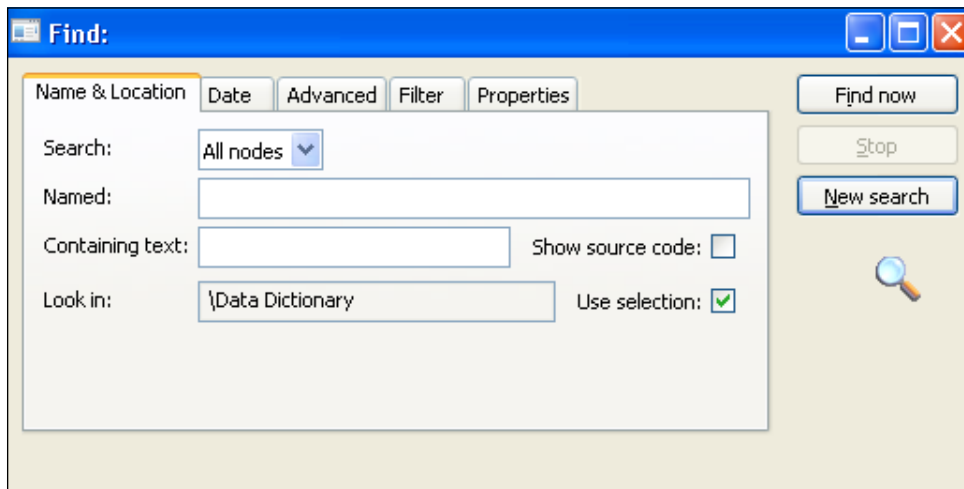 Find:
Name & Location Date Advanced Filter Properties
Find now
Search: All nodes
Stop
Named:
New search
Containing text: Show source code:
Look in: \Data Dictionary Use selection: